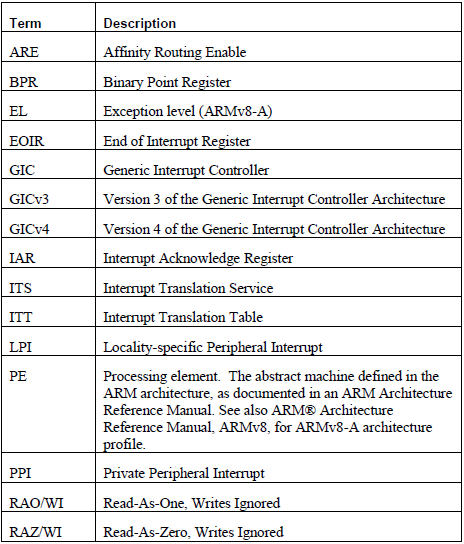 Term Description
ARE Affinity Routing Enable
BPR Binary Point Register
EL Exception level (ARMv8-A)
EOIR End of Interrupt Register
GIC Generic Interrupt Controller
GICv3 Version 3 of the Generic Interrupt Controller Architecture
GICv4 Version 4 of the Generic Interrupt Controller Architecture
IAR Interrupt Acknowledge Register
ITS Interrupt Translation Service
ITT Interrupt Translation Table
LPI Locality-specific Peripheral Interrupt
PE Processing element. The abstract machine defined in the
ARM architecture, as documented in an ARM Architecture
Reference Manual. See also ARM® Architecture
Reference Manual, ARMv8, for ARMv8-A architecture
profile.
PPI Private Peripheral Interrupt
RAO/WI Read-As-One, Writes Ignored
RAZ/WI Read-As-Zero, Writes Ignored